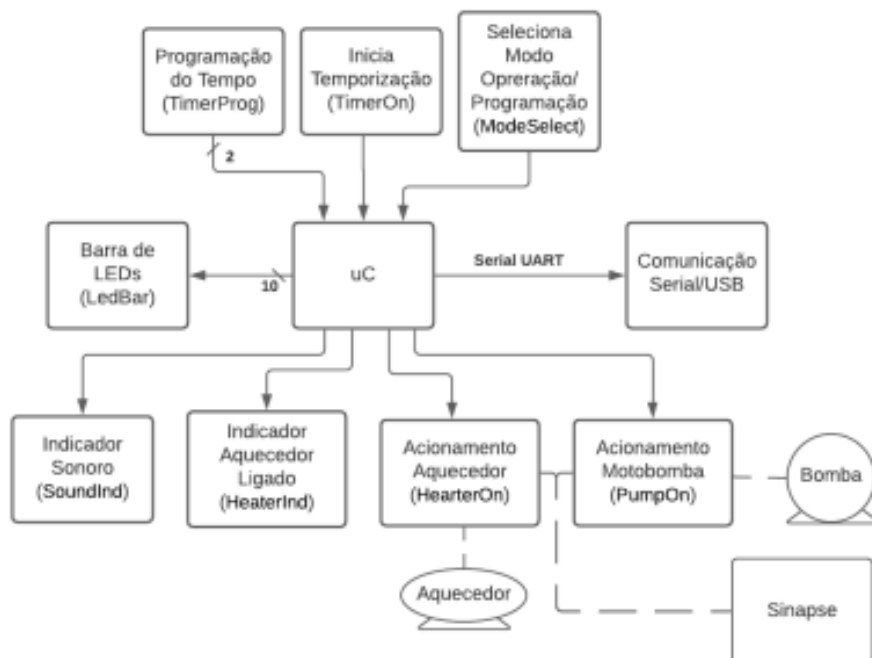 Programação
do Tempo
(TimerProg)
Inicia
Temporização
(TimerOn)
Seleciona
Modo
Opreração/
Programação
(ModeSelect)
2
Barra de
LEDs
(LedBar)
10
uC
Serial UART
Comunicação
Serial/USB
Indicador
Sonoro
(SoundInd)
Indicador
Aquecedor
Ligado
(HeaterInd)
Acionamento
Aquecedor
(HearterOn)
Acionamento
Motobomba
(PumpOn)
Bomba
Aquecedor
Sinapse